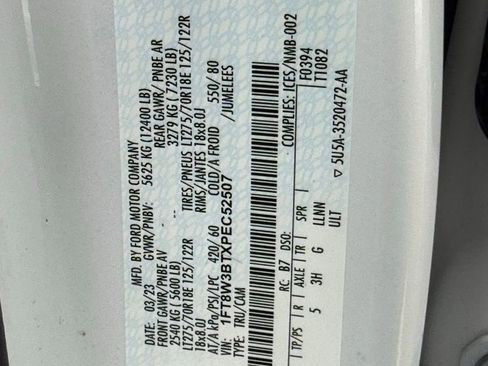 MFD. BY FORD MOTOR COMPANY
03/23 GVWR/PNBV: 5625 KG (12400 LB)
FRONT GAWR/PNBE AV REAR GAWR/ PNBE AR
2540 KG ( 5600 LB) 3279 KG ( 7230 LB)
LT275/70R18E 125/122R TIRES/PNEUS LT275/70R18E 125/122R
18x8.0J RIMS/JANTES 18x8.0J
AT/A kPa/PSI/LPC 420/ 60 COLD/A FROID 550/ 80
VIN: 1FT8W3BTXPEC52507 /JUMELEES
TYPE: TRU/CAM COMPLIES: ICES/NMB-002
F0394
T1082
RC: B7 DSO:
TP/PS R AXLE TR SPR
5 3H G LLNN
ULT
▽ 5U5A-3520472-AA